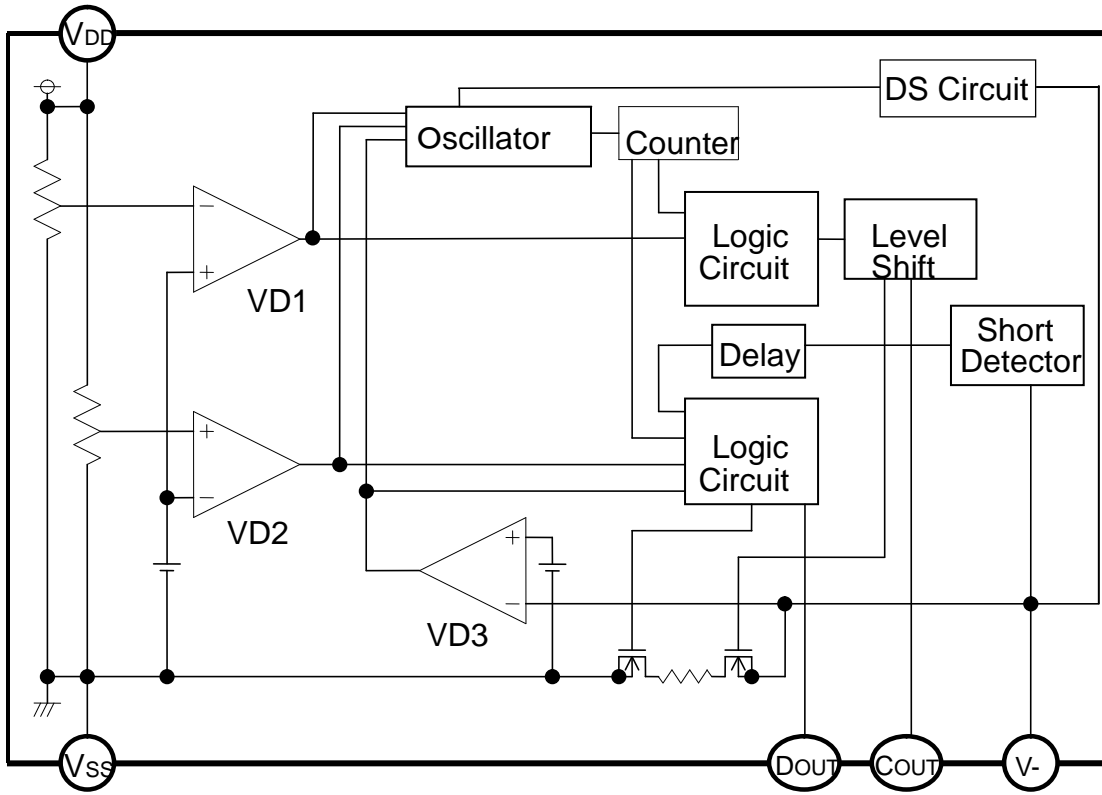 VDD
DS Circuit
Oscillator
Counter
Logic
Circuit
Level
Shift
−
+
VD1
Short
Detector
Delay
+
−
VD2
Logic
Circuit
+
−
VD3
VSS
DOUT
COUT
V-